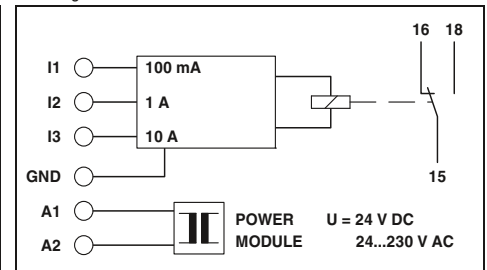 16 18
I1 100 mA
I2 1 A
I3 10 A
GND
15
A1
POWER U = 24 V DC
A2 MODULE 24...230 V AC